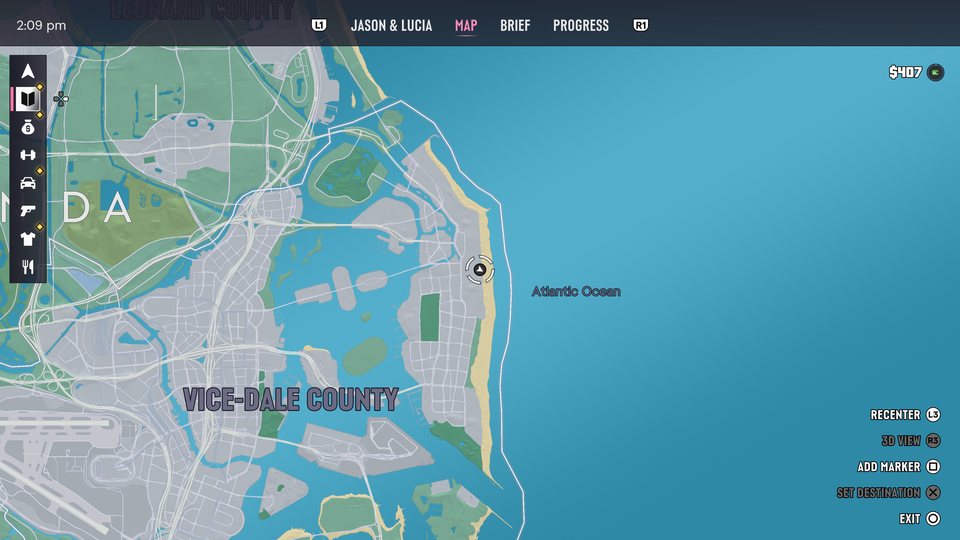 LEONARD COUNTY
2:09 pm
L1 JASON & LUCIA MAP BRIEF PROGRESS R1
$407
DA
Atlantic Ocean
VICE-DALE COUNTY
RECENTER L3
3D VIEW R3
ADD MARKER
SET DESTINATION
EXIT